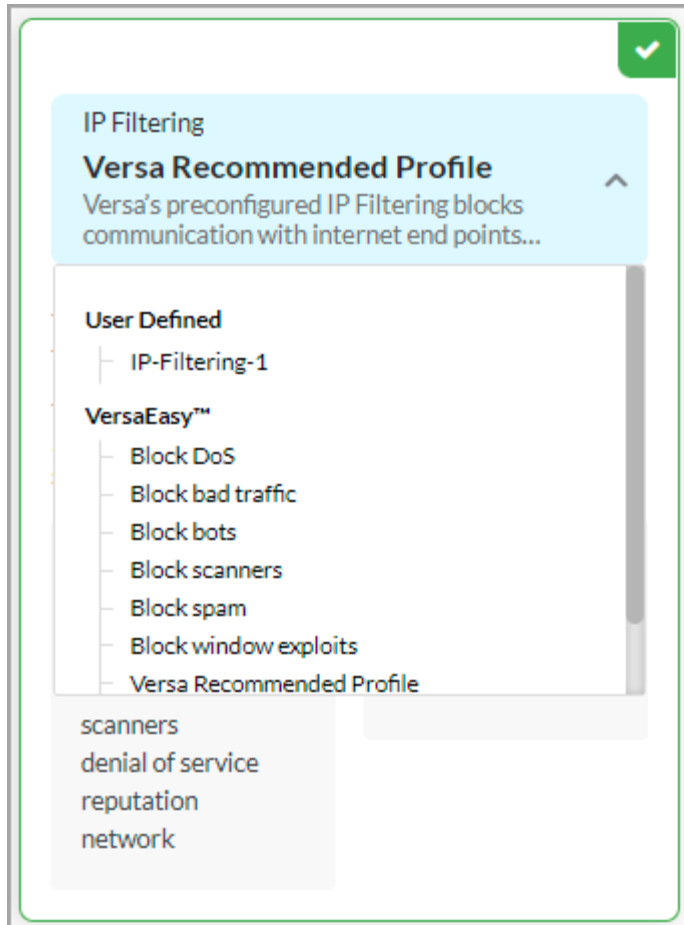 IP Filtering
Versa Recommended Profile
Versa's preconfigured IP Filtering blocks
communication with internet end points...
User Defined
IP-Filtering-1
VersaEasy™
Block DoS
Block bad traffic
Block bots
Block scanners
Block spam
Block window exploits
Versa Recommended Profile
scanners
denial of service
reputation
network